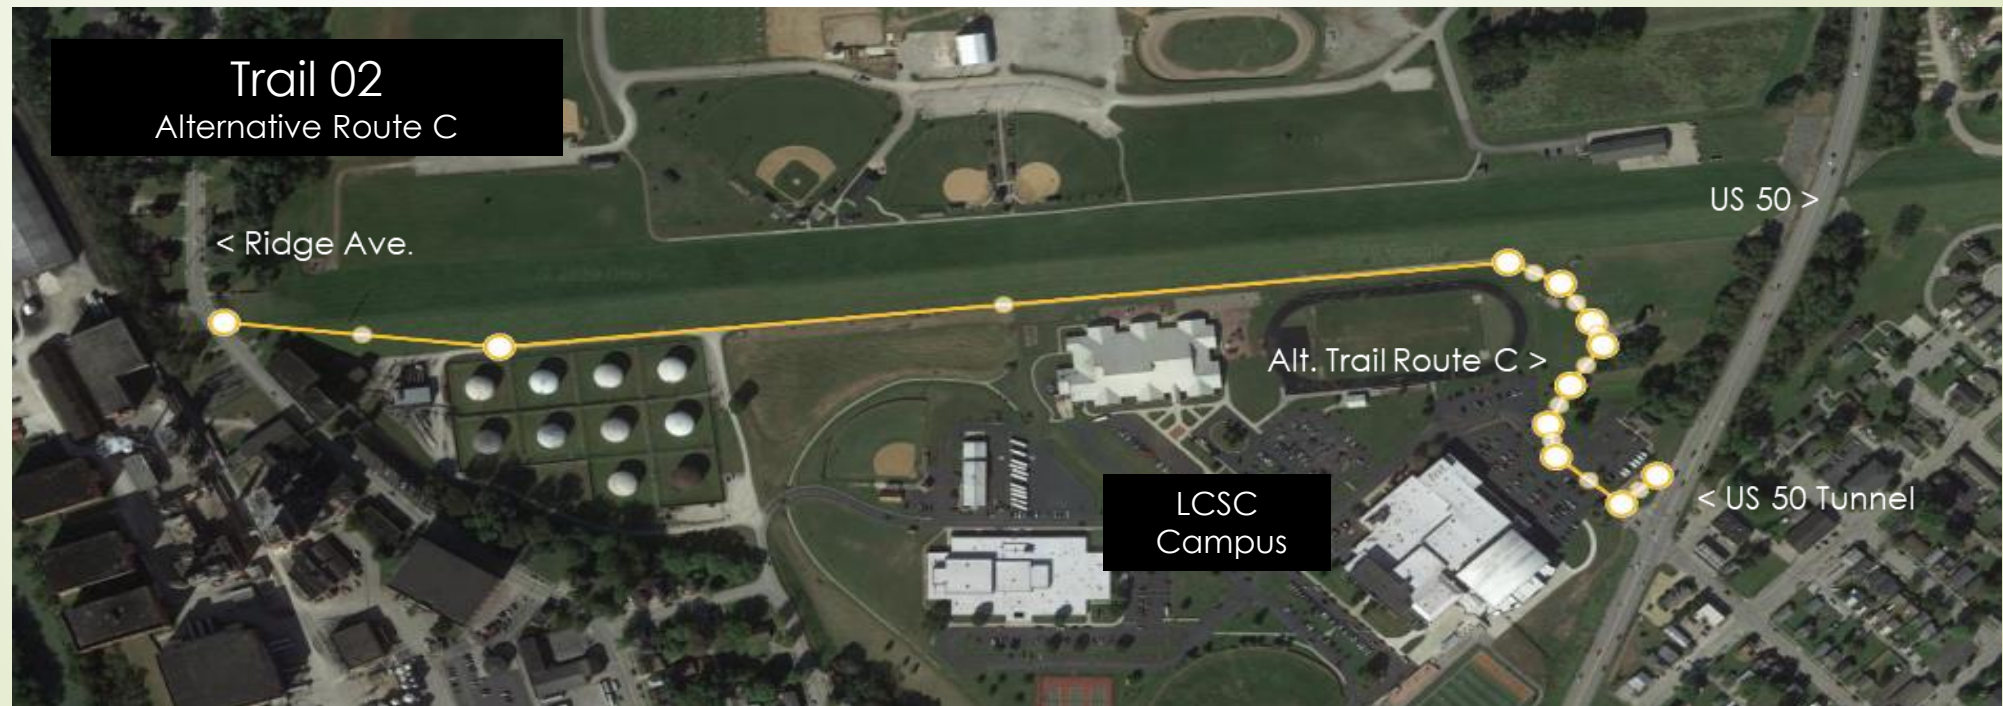 Trail 02
Alternative Route C
US 50 >
< Ridge Ave.
Alt. Trail Route C >
LCSC
Campus
< US 50 Tunnel